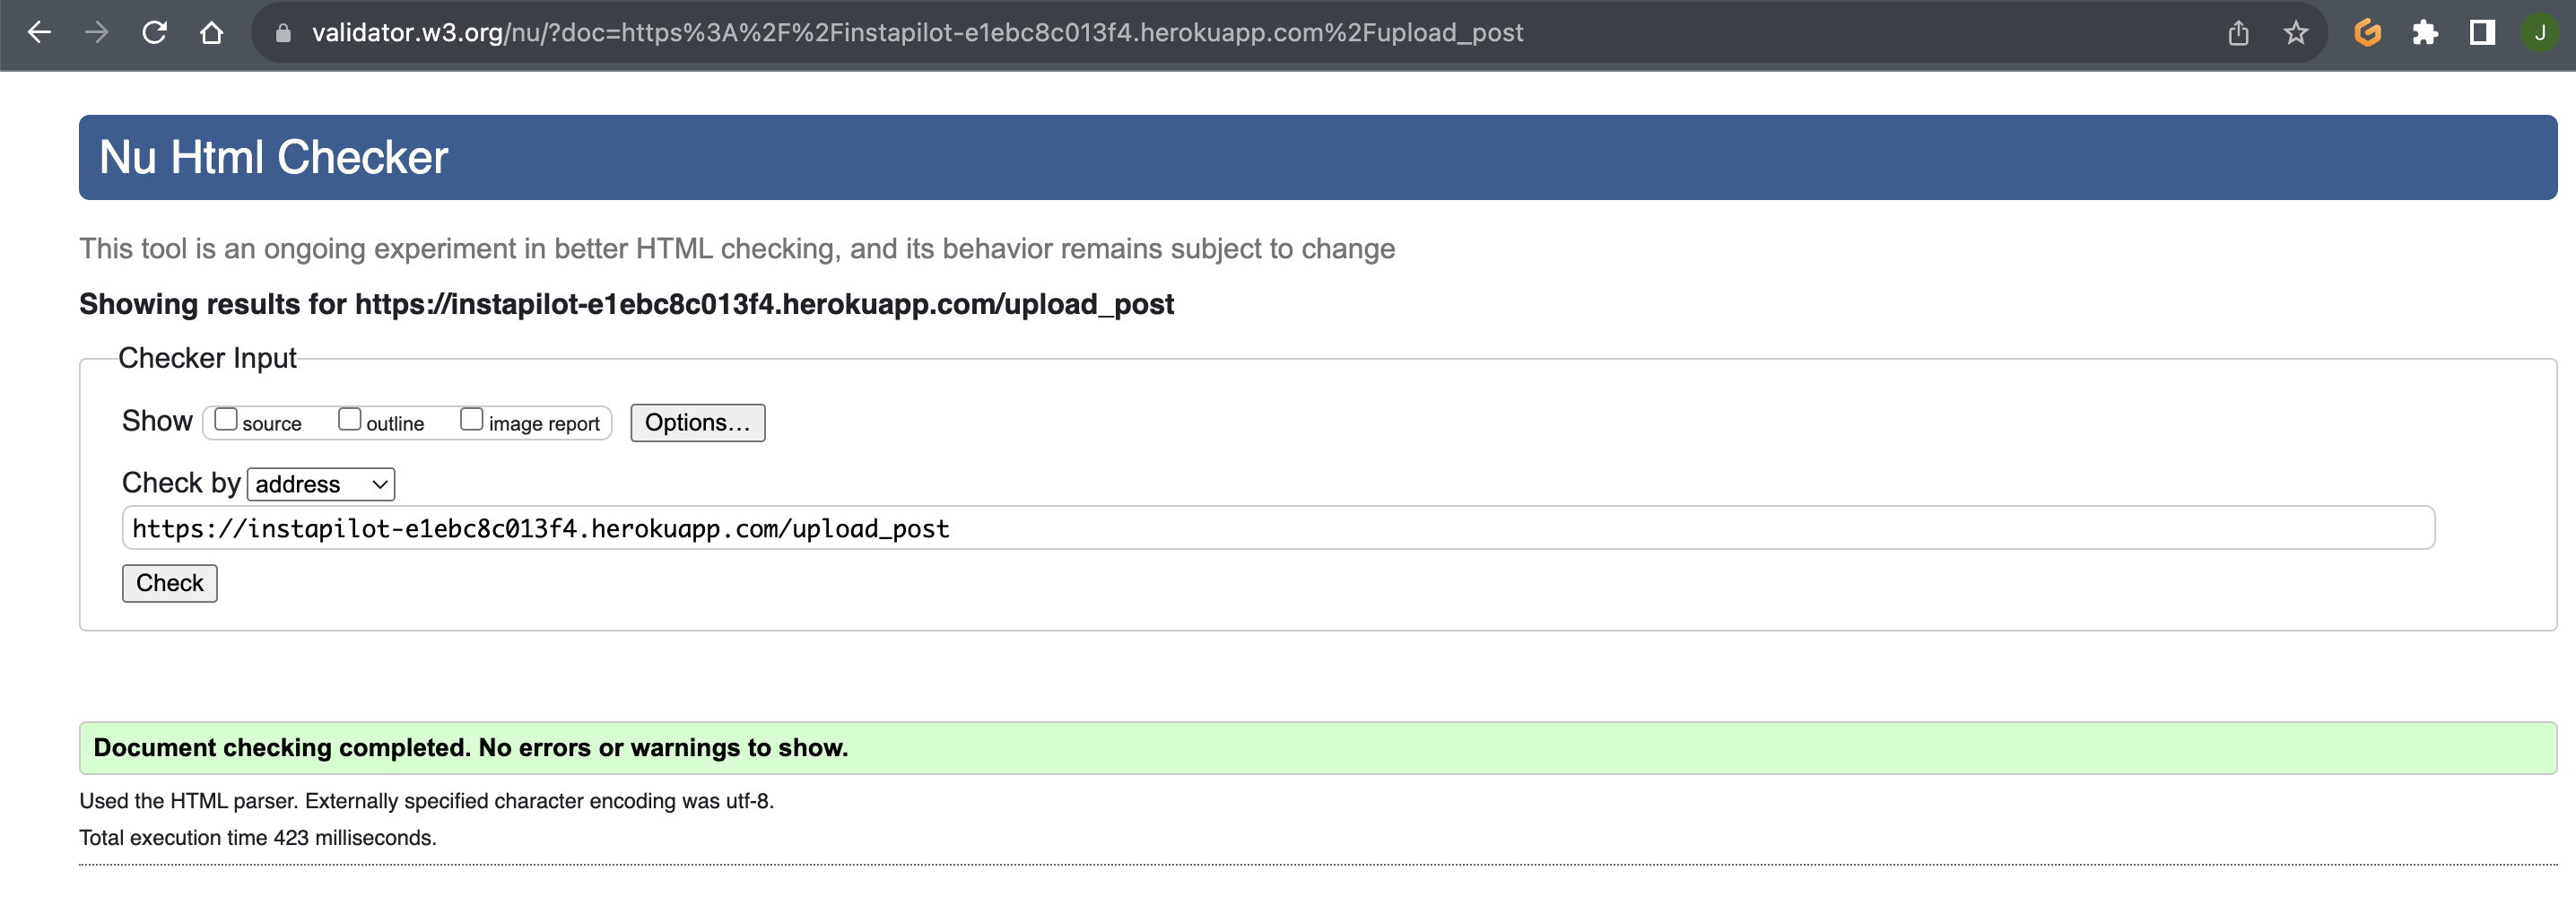 validator.w3.org/nu/?doc=https%3A%2F%2Finstapilot-e1ebc8c013f4.herokuapp.com%2Fupload_post
J
Nu Html Checker
This tool is an ongoing experiment in better HTML checking, and its behavior remains subject to change
Showing results for https://instapilot-e1ebc8c013f4.herokuapp.com/upload_post
Checker Input
Show source outline image report Options...
Check by address
https://instapilot-e1ebc8c013f4.herokuapp.com/upload_post
Check
Document checking completed. No errors or warnings to show.
Used the HTML parser. Externally specified character encoding was utf-8.
Total execution time 423 milliseconds.